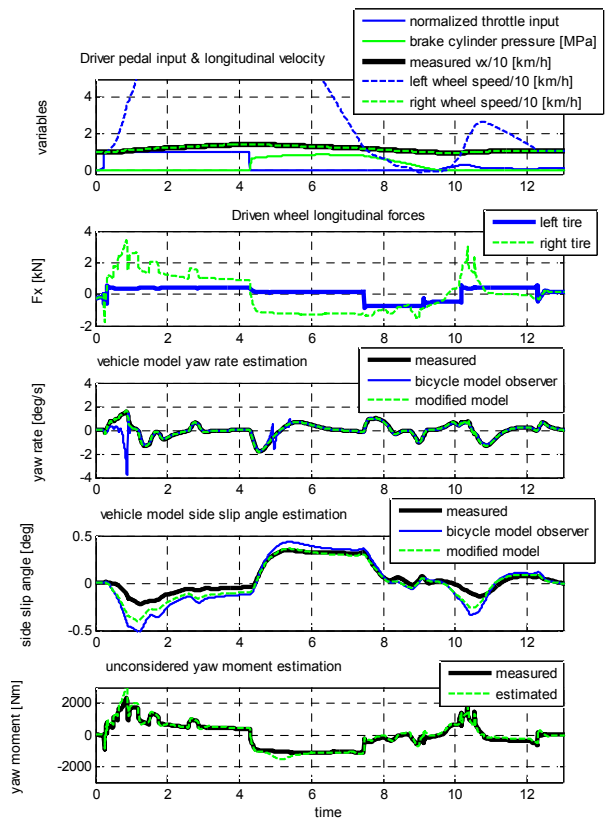 normalized throttle input
brake cylinder pressure [MPa]
measured vx/10 [km/h]
left wheel speed/10 [km/h]
right wheel speed/10 [km/h]
Driver pedal input & longitudinal velocity
variables
4
2
0
0 2 4 6 8 10 12
Driven wheel longitudinal forces
left tire
right tire
Fx [kN]
4
2
0
-2
0 2 4 6 8 10 12
vehicle model yaw rate estimation
measured
bicycle model observer
modified model
yaw rate [deg/s]
4
2
0
-2
-4
0 2 4 6 8 10 12
vehicle model side slip angle estimation
measured
bicycle model observer
modified model
side slip angle [deg]
0.5
0
-0.5
0 2 4 6 8 10 12
unconsidered yaw moment estimation
measured
estimated
yaw moment [Nm]
2000
0
-2000
0 2 4 6 8 10 12
time